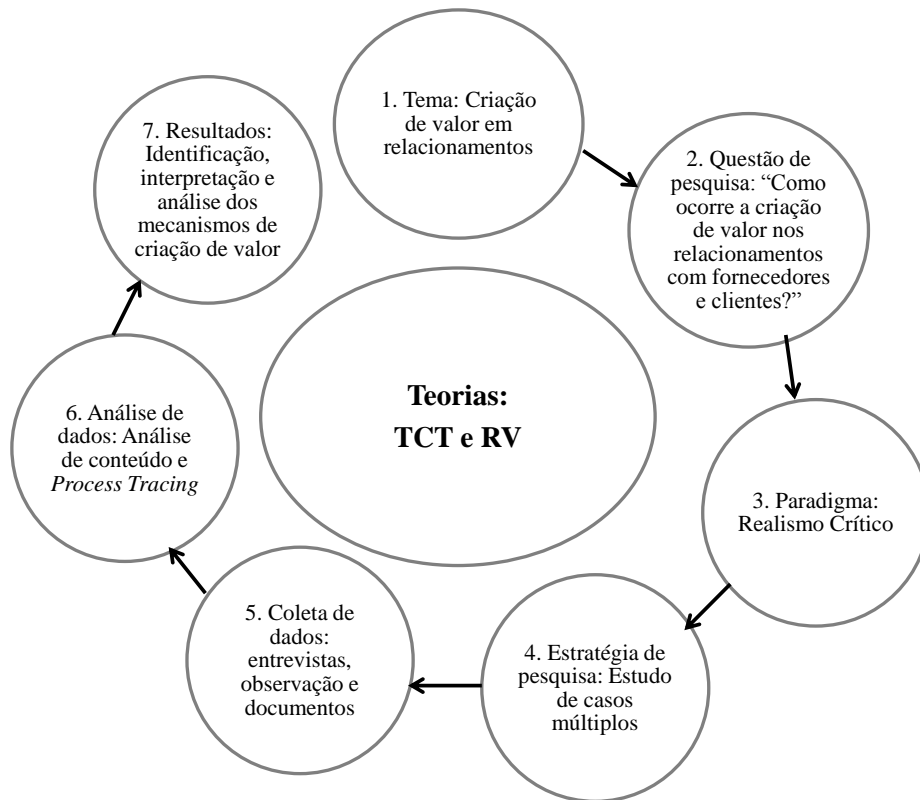 1. Tema: Criação
de valor em
relacionamentos
2. Questão de
pesquisa: “Como
ocorre a criação
de valor nos
relacionamentos
com fornecedores
e clientes?”
3. Paradigma:
Realismo Crítico
4. Estratégia de
pesquisa: Estudo
de casos
múltiplos
5. Coleta de
dados:
entrevistas,
observação e
documentos
6. Análise de
dados: Análise
de conteúdo e
Process Tracing
7. Resultados:
Identificação,
interpretação e
análise dos
mecanismos de
criação de valor
Teorias:
TCT e RV